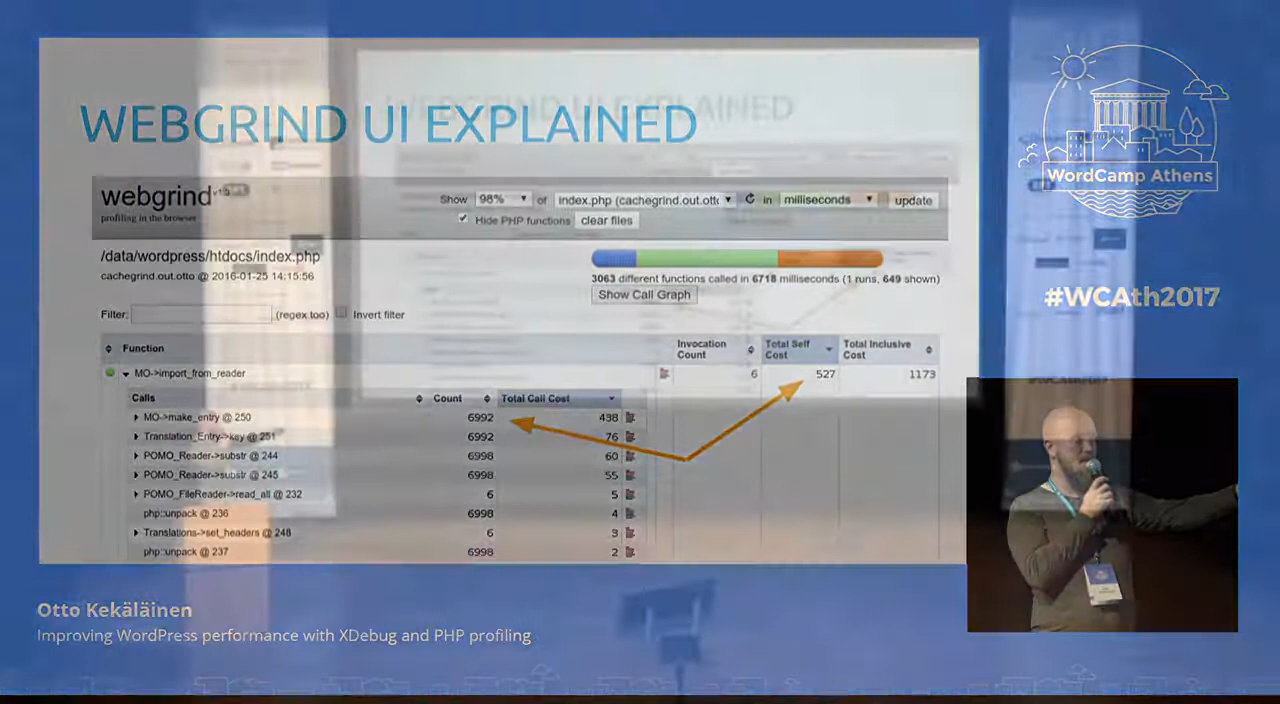 WEBGRIND UI EXPLAINED
webgrind
profiling in the browser
Show 98% of index.php (cachegrind.out.otto in milliseconds update
Hide PHP functions clear files
/data/wordpress/htdocs/index.php
cachegrind.out.otto @ 2016-01-25 14:15:56
3063 different functions called in 6718 milliseconds (1 runs, 649 shown)
Show Call Graph
Filter: (regex too) Invert filter
Function Invocation Count Total Self Cost Total Inclusive Cost
MO->import_from_reader 6 527 1173
Calls Count Total Call Cost
MO->make_entry @ 250 6992 438
Translation_Entry->key @ 251 6992 76
POMO_Reader->substr @ 244 6998 60
POMO_Reader->substr @ 245 6998 55
POMO_FileReader->read_all @ 232 6 5
php::unpack @ 236 6998 4
Translations->set_headers @ 248 6 3
php::unpack @ 237 6998 2
WordCamp Athens
#WCAth2017
Otto Kekäläinen
Improving WordPress performance with XDebug and PHP profiling